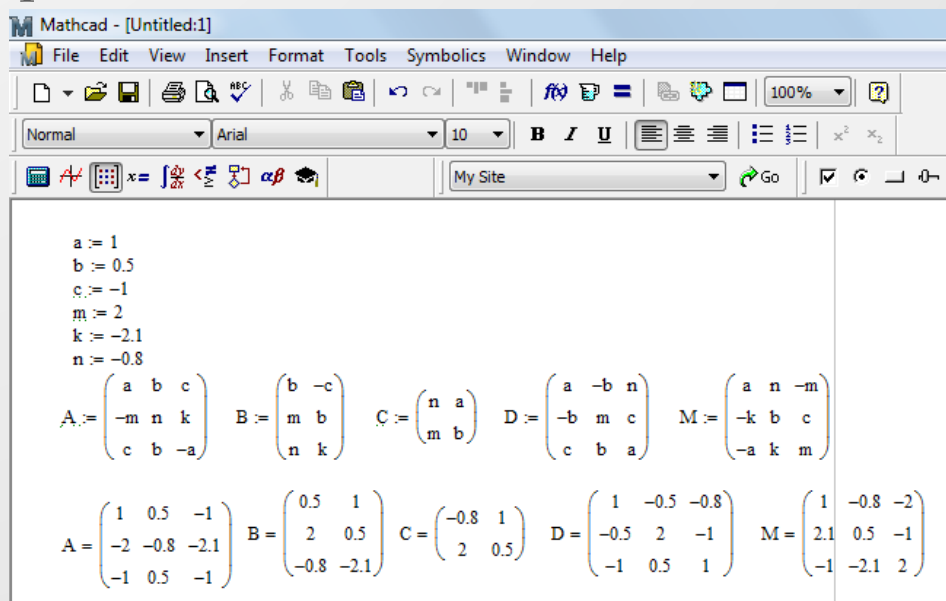 Mathcad - [Untitled:1]
File Edit View Insert Format Tools Symbolics Window Help
100%
Normal Arial 10 B I U x² x₂
x= αβ My Site Go
a := 1
b := 0.5
c := −1
m := 2
k := −2.1
n := −0.8
a b c b −c a −b n a n −m
A := −m n k B := m b C := n a m b D := −b m c M := −k b c
c b −a n k c b a −a k m
1 0.5 −1 0.5 1 1 −0.5 −0.8 1 −0.8 −2
A = −2 −0.8 −2.1 B = 2 0.5 C = −0.8 1 2 0.5 D = −0.5 2 −1 M = 2.1 0.5 −1
−1 0.5 −1 −0.8 −2.1 −1 0.5 1 −1 −2.1 2